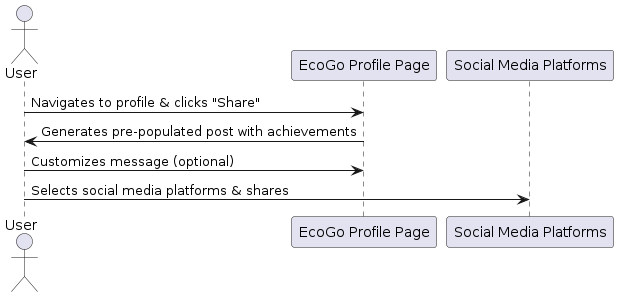 User
EcoGo Profile Page
Social Media Platforms
Navigates to profile & clicks "Share"
Generates pre-populated post with achievements
Customizes message (optional)
Selects social media platforms & shares
User
EcoGo Profile Page
Social Media Platforms